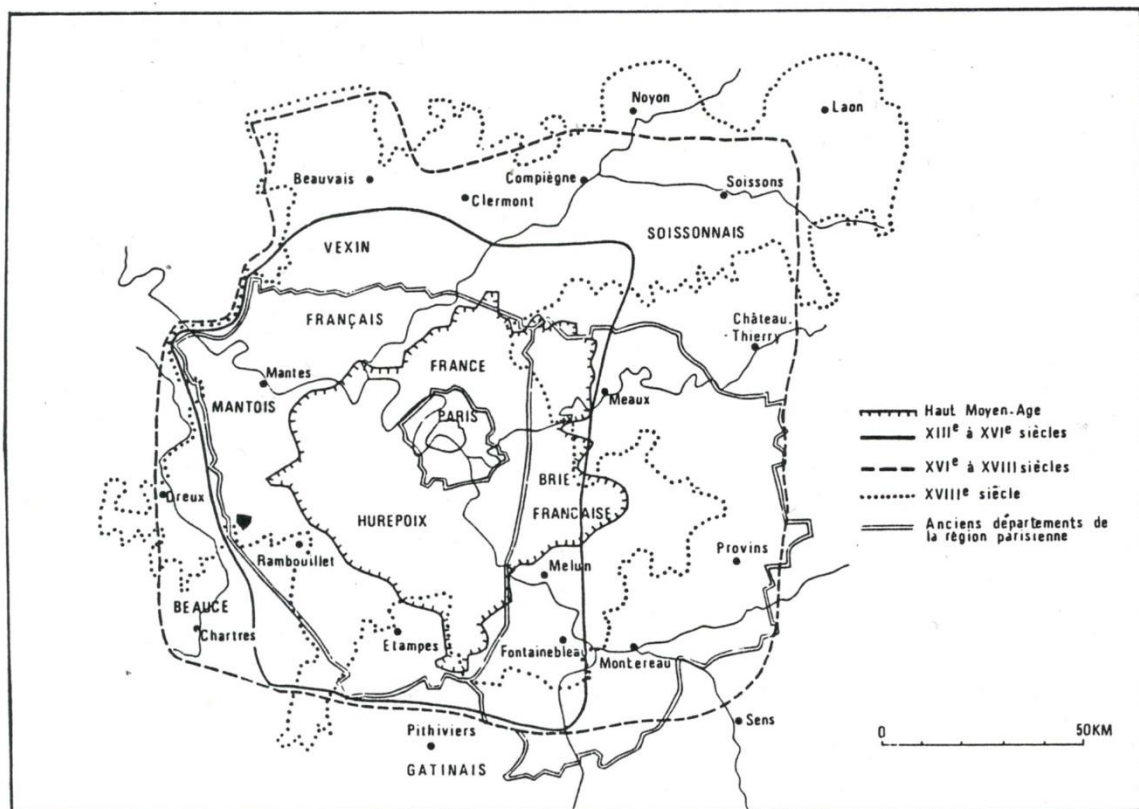 Noyon
Laon
Beauvais
Compiègne
Clermont
Soissons
VEXIN
SOISSONNAIS
FRANÇAIS
Château-
Thierry
FRANCE
Mantes
MANTOIS
PARIS
Meaux
Haut Moyen-Age
XIIIe à XVIe siècles
XVIe à XVIII siècles
XVIIIe siècle
Anciens départements de
la région parisienne
BRIE
FRANCAISE
Dreux
HUREPOIX
Rambouillet
Provins
Melun
BEAUCE
Chartres
Etampes
Fontainebleau
Montereau
Sens
Pithiviers
GATINAIS
0 50KM